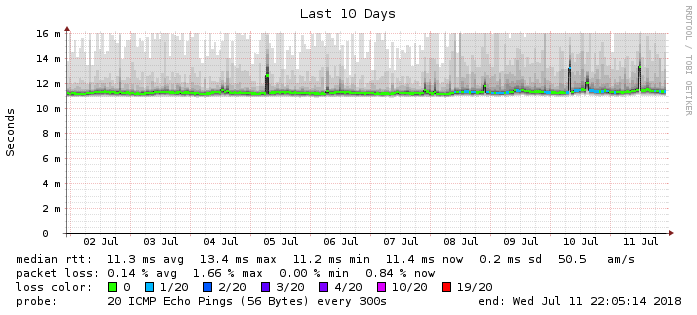 Last 10 Days
RRDTOOL / TOBI OETIKER
Seconds
16 m
14 m
12 m
10 m
8 m
6 m
4 m
2 m
0
02 Jul 03 Jul 04 Jul 05 Jul 06 Jul 07 Jul 08 Jul 09 Jul 10 Jul 11 Jul
median rtt: 11.3 ms avg 13.4 ms max 11.2 ms min 11.4 ms now 0.2 ms sd 50.5 am/s
packet loss: 0.14 % avg 1.66 % max 0.00 % min 0.84 % now
loss color: 0 1/20 2/20 3/20 4/20 10/20 19/20
probe: 20 ICMP Echo Pings (56 Bytes) every 300s end: Wed Jul 11 22:05:14 2018